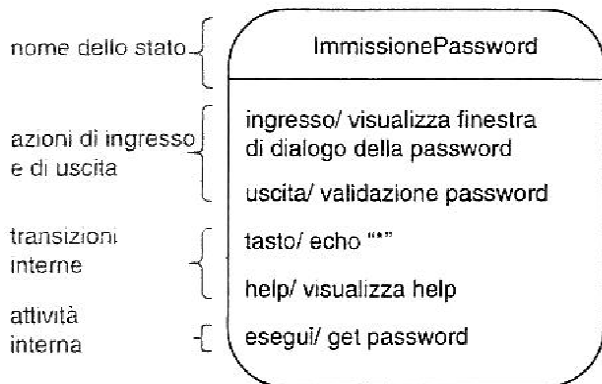 nome dello stato
ImmissionePassword
azioni di ingresso
e di uscita
ingresso/ visualizza finestra
di dialogo della password
uscita/ validazione password
transizioni
interne
tasto/ echo “*”
help/ visualizza help
attività
interna
esegui/ get password